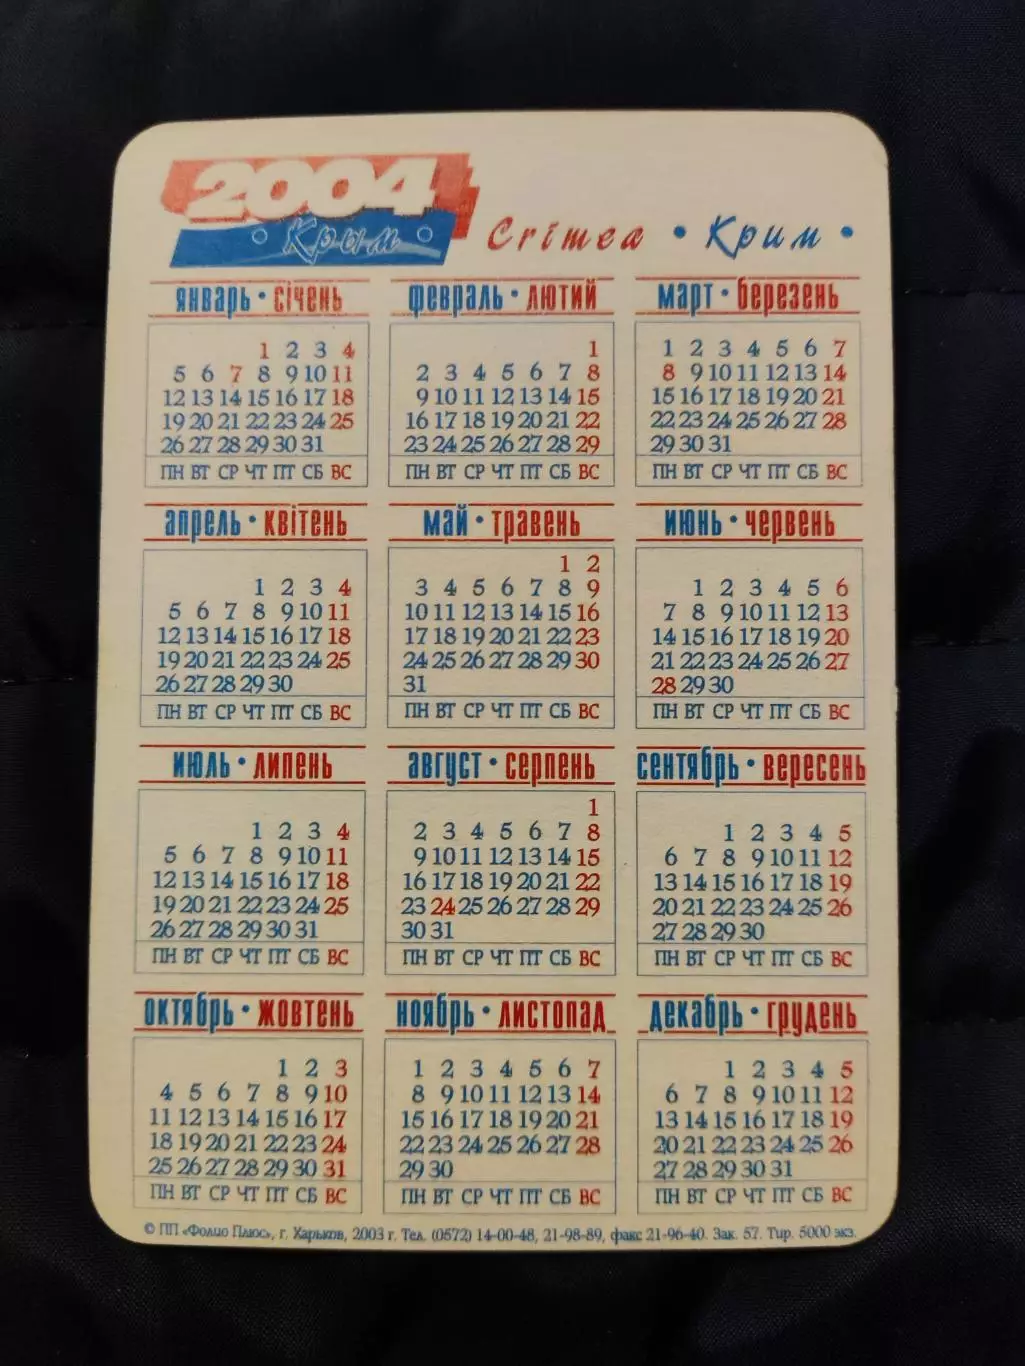 2004
• Крым •
Crimea • Крим •
январь • січень
1 2 3 4
5 6 7 8 9 10 11
12 13 14 15 16 17 18
19 20 21 22 23 24 25
26 27 28 29 30 31
ПН ВТ СР ЧТ ПТ СБ ВС
февраль • лютий
1
2 3 4 5 6 7 8
9 10 11 12 13 14 15
16 17 18 19 20 21 22
23 24 25 26 27 28 29
ПН ВТ СР ЧТ ПТ СБ ВС
март • березень
1 2 3 4 5 6 7
8 9 10 11 12 13 14
15 16 17 18 19 20 21
22 23 24 25 26 27 28
29 30 31
ПН ВТ СР ЧТ ПТ СБ ВС
апрель • квітень
1 2 3 4
5 6 7 8 9 10 11
12 13 14 15 16 17 18
19 20 21 22 23 24 25
26 27 28 29 30
ПН ВТ СР ЧТ ПТ СБ ВС
май • травень
1 2
3 4 5 6 7 8 9
10 11 12 13 14 15 16
17 18 19 20 21 22 23
24 25 26 27 28 29 30
31
ПН ВТ СР ЧТ ПТ СБ ВС
июнь • червень
1 2 3 4 5 6
7 8 9 10 11 12 13
14 15 16 17 18 19 20
21 22 23 24 25 26 27
28 29 30
ПН ВТ СР ЧТ ПТ СБ ВС
июль • липень
1 2 3 4
5 6 7 8 9 10 11
12 13 14 15 16 17 18
19 20 21 22 23 24 25
26 27 28 29 30 31
ПН ВТ СР ЧТ ПТ СБ ВС
август • серпень
1
2 3 4 5 6 7 8
9 10 11 12 13 14 15
16 17 18 19 20 21 22
23 24 25 26 27 28 29
30 31
ПН ВТ СР ЧТ ПТ СБ ВС
сентябрь • вересень
1 2 3 4 5
6 7 8 9 10 11 12
13 14 15 16 17 18 19
20 21 22 23 24 25 26
27 28 29 30
ПН ВТ СР ЧТ ПТ СБ ВС
октябрь • жовтень
1 2 3
4 5 6 7 8 9 10
11 12 13 14 15 16 17
18 19 20 21 22 23 24
25 26 27 28 29 30 31
ПН ВТ СР ЧТ ПТ СБ ВС
ноябрь • листопад
1 2 3 4 5 6 7
8 9 10 11 12 13 14
15 16 17 18 19 20 21
22 23 24 25 26 27 28
29 30
ПН ВТ СР ЧТ ПТ СБ ВС
декабрь • грудень
1 2 3 4 5
6 7 8 9 10 11 12
13 14 15 16 17 18 19
20 21 22 23 24 25 26
27 28 29 30 31
ПН ВТ СР ЧТ ПТ СБ ВС
© ПП «Фолио Плюс», г. Харьков, 2003 г. Тел. (0572) 14-00-48, 21-98-89, факс 21-96-40. Зак. 57. Тир. 5000 экз.